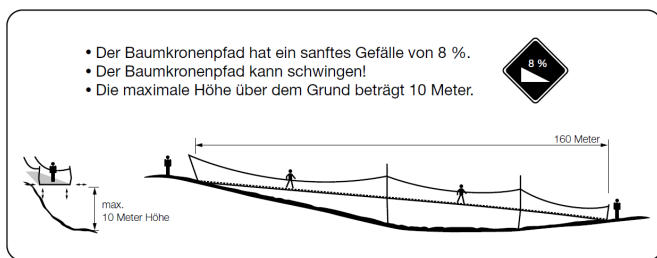 • Der Baumkronenpfad hat ein sanftes Gefälle von 8 %.
• Der Baumkronenpfad kann schwingen!
• Die maximale Höhe über dem Grund beträgt 10 Meter.
8 %
160 Meter
max.
10 Meter Höhe